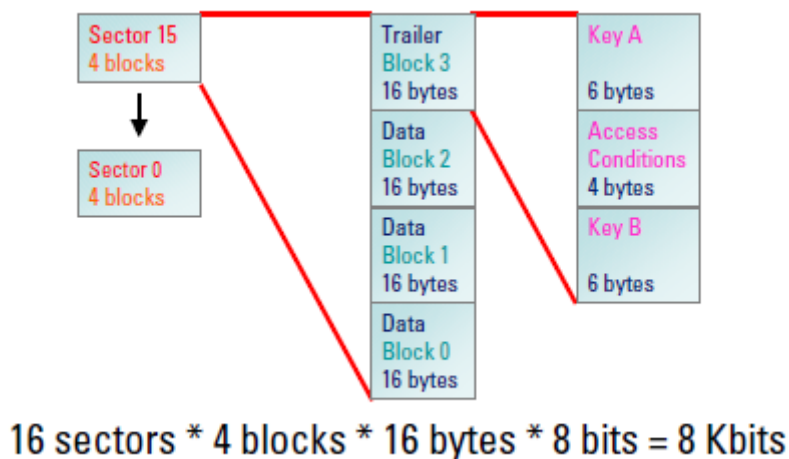 Sector 15
4 blocks
Sector 0
4 blocks
Trailer
Block 3
16 bytes
Data
Block 2
16 bytes
Data
Block 1
16 bytes
Data
Block 0
16 bytes
Key A
6 bytes
Access
Conditions
4 bytes
Key B
6 bytes
16 sectors * 4 blocks * 16 bytes * 8 bits = 8 Kbits